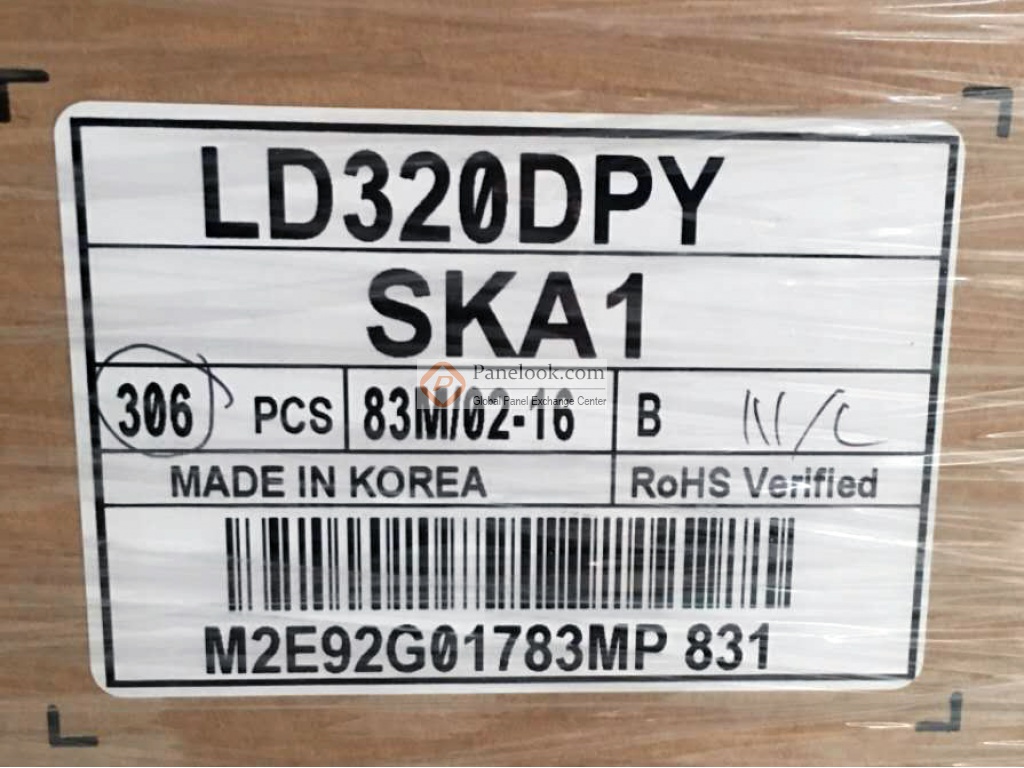 LD320DPY
SKA1
306 PCS 83M/02-16 B N/C
Panelook.com
Global Panel Exchange Center
MADE IN KOREA RoHS Verified
M2E92G01783MP 831